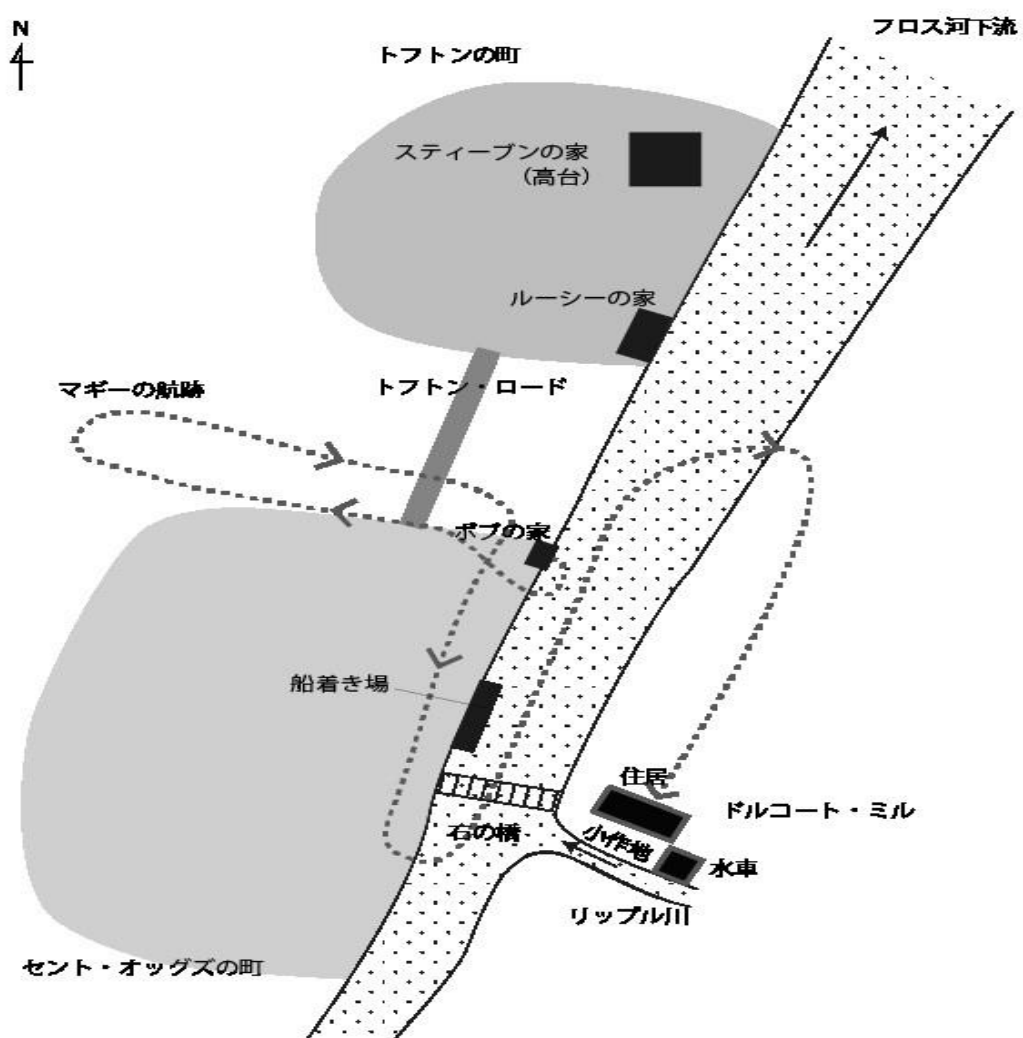 N
フロス河下流
トフトンの町
スティーブンの家
(高台)
ルーシーの家
マギーの航跡
トフトン・ロード
ボブの家
船着き場
住居
ドルコート・ミル
石の橋
小作地
水車
リップル川
セント・オッグズの町